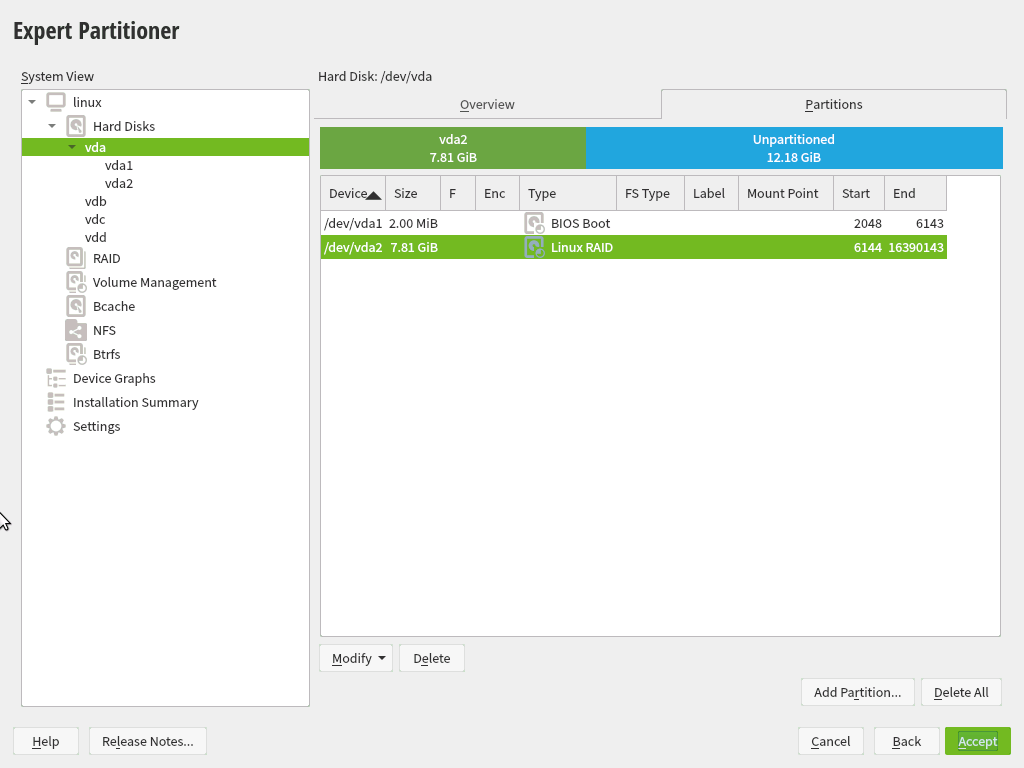 Expert Partitioner
System View
linux
Hard Disks
vda
vda1
vda2
vdb
vdc
vdd
RAID
Volume Management
Bcache
NFS
Btrfs
Device Graphs
Installation Summary
Settings
Hard Disk: /dev/vda
Overview Partitions
vda2 Unpartitioned
7.81 GiB 12.18 GiB
Device Size F Enc Type FS Type Label Mount Point Start End
/dev/vda1 2.00 MiB BIOS Boot 2048 6143
/dev/vda2 7.81 GiB Linux RAID 6144 16390143
Modify Delete
Add Partition... Delete All
Help Release Notes... Cancel Back Accept